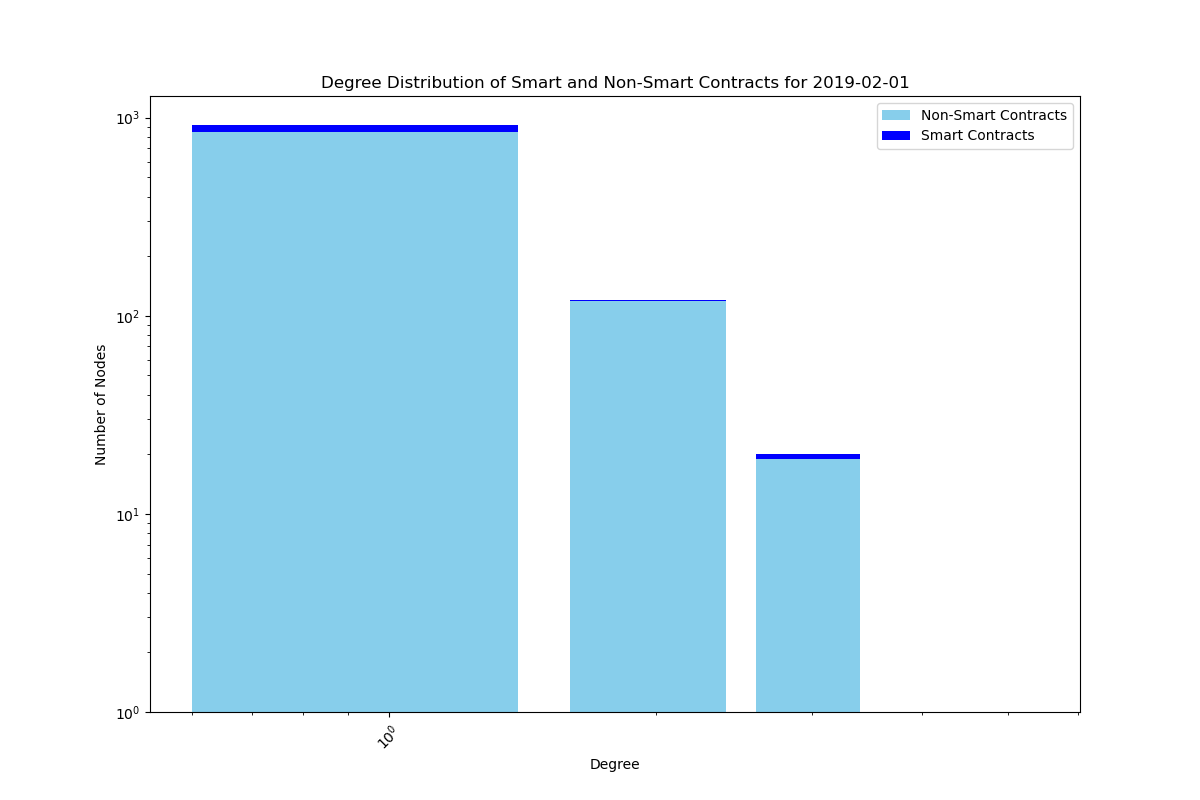 Degree Distribution of Smart and Non-Smart Contracts for 2019-02-01
Non-Smart Contracts
Smart Contracts
Number of Nodes
10³
10²
10¹
10⁰
10⁰
Degree